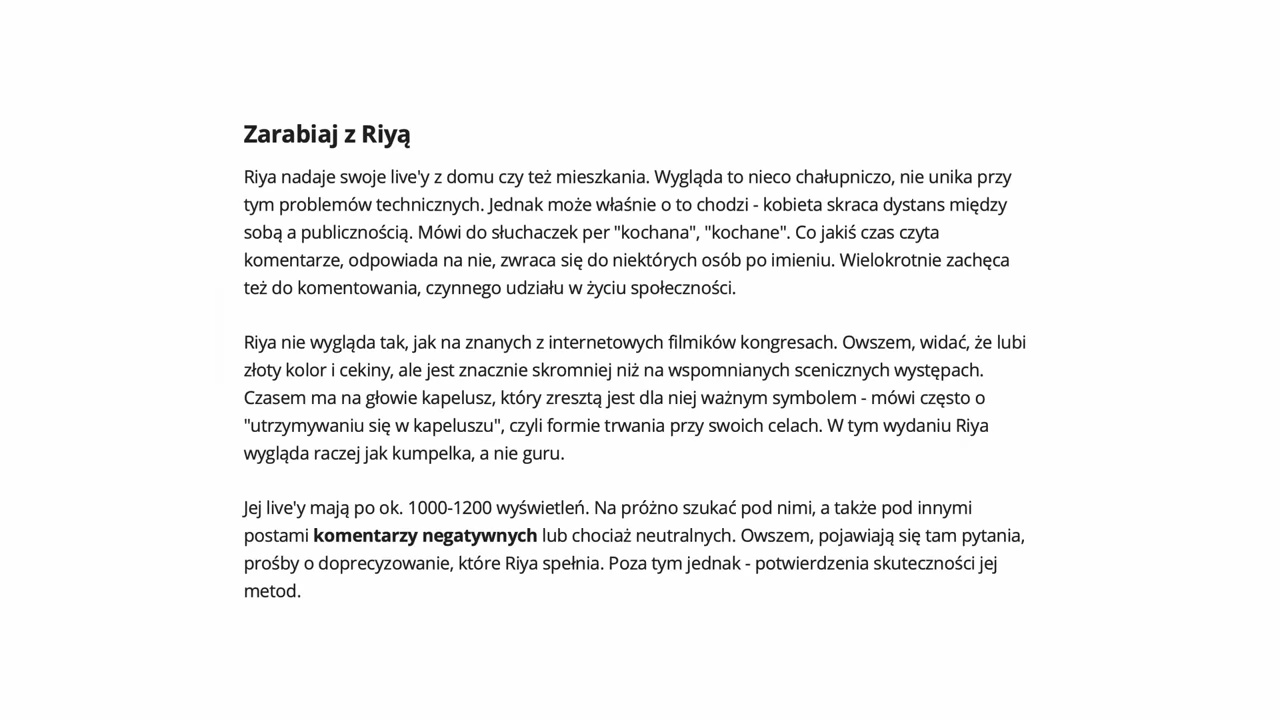 Zarabiaj z Riyą
Riya nadaje swoje live'y z domu czy też mieszkania. Wygląda to nieco chałupniczo, nie unika przy
tym problemów technicznych. Jednak może właśnie o to chodzi - kobieta skraca dystans między
sobą a publicznością. Mówi do słuchaczek per "kochana", "kochane". Co jakiś czas czyta
komentarze, odpowiada na nie, zwraca się do niektórych osób po imieniu. Wielokrotnie zachęca
też do komentowania, czynnego udziału w życiu społeczności.
Riya nie wygląda tak, jak na znanych z internetowych filmików kongresach. Owszem, widać, że lubi
złoty kolor i cekiny, ale jest znacznie skromniej niż na wspomnianych scenicznych występach.
Czasem ma na głowie kapelusz, który zresztą jest dla niej ważnym symbolem - mówi często o
"utrzymywaniu się w kapeluszu", czyli formie trwania przy swoich celach. W tym wydaniu Riya
wygląda raczej jak kumpelka, a nie guru.
Jej live'y mają po ok. 1000-1200 wyświetleń. Na próżno szukać pod nimi, a także pod innymi
postami komentarzy negatywnych lub chociaż neutralnych. Owszem, pojawiają się tam pytania,
prośby o doprecyzowanie, które Riya spełnia. Poza tym jednak - potwierdzenia skuteczności jej
metod.